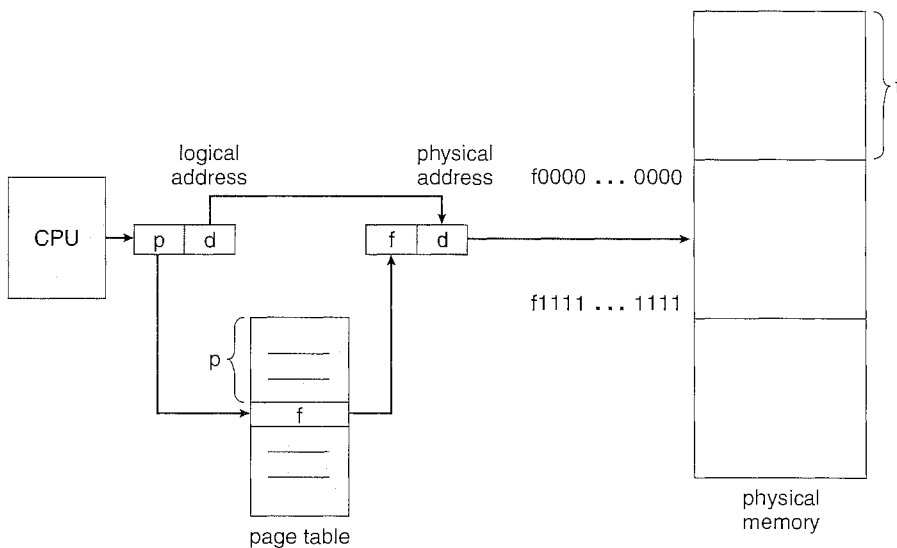 logical
address
physical
address
f0000 ... 0000
CPU
p
d
f
d
f1111 ... 1111
p
f
page table
physical
memory